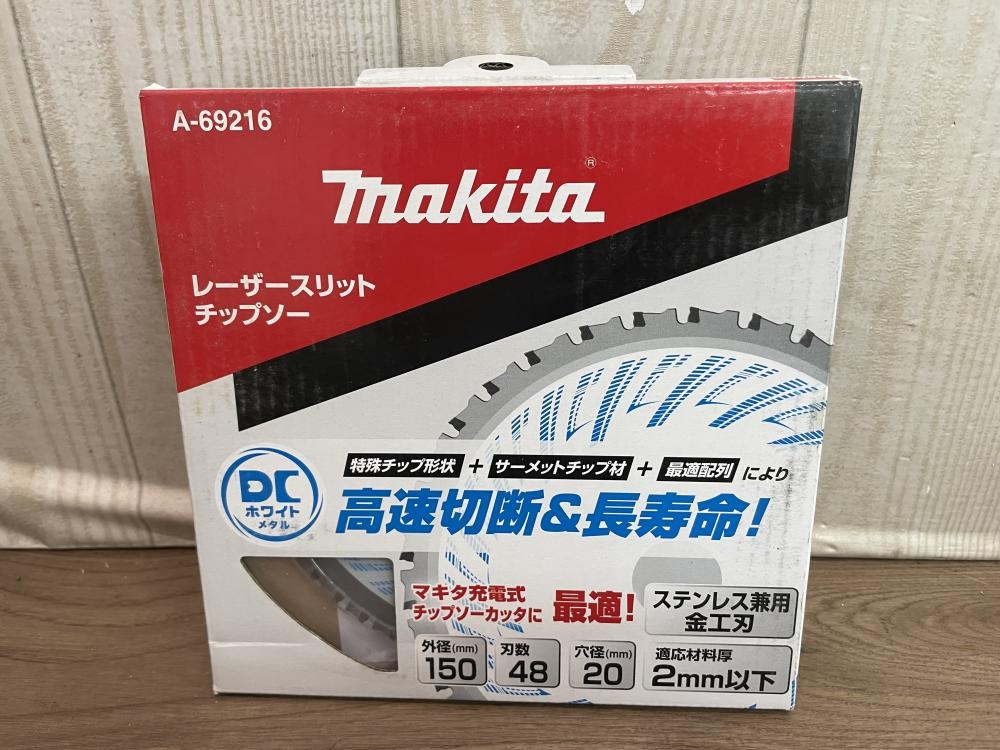 A-69216
makita®
レーザースリット
チップソー
特殊チップ形状 + サーメットチップ材 + 最適配列 により
DC
ホワイト
メタル
高速切断&長寿命!
マキタ充電式
チップソーカッタに 最適!
ステンレス兼用
金工刃
外径(mm)
150
刃数
48
穴径(mm)
20
適応材料厚
2mm以下